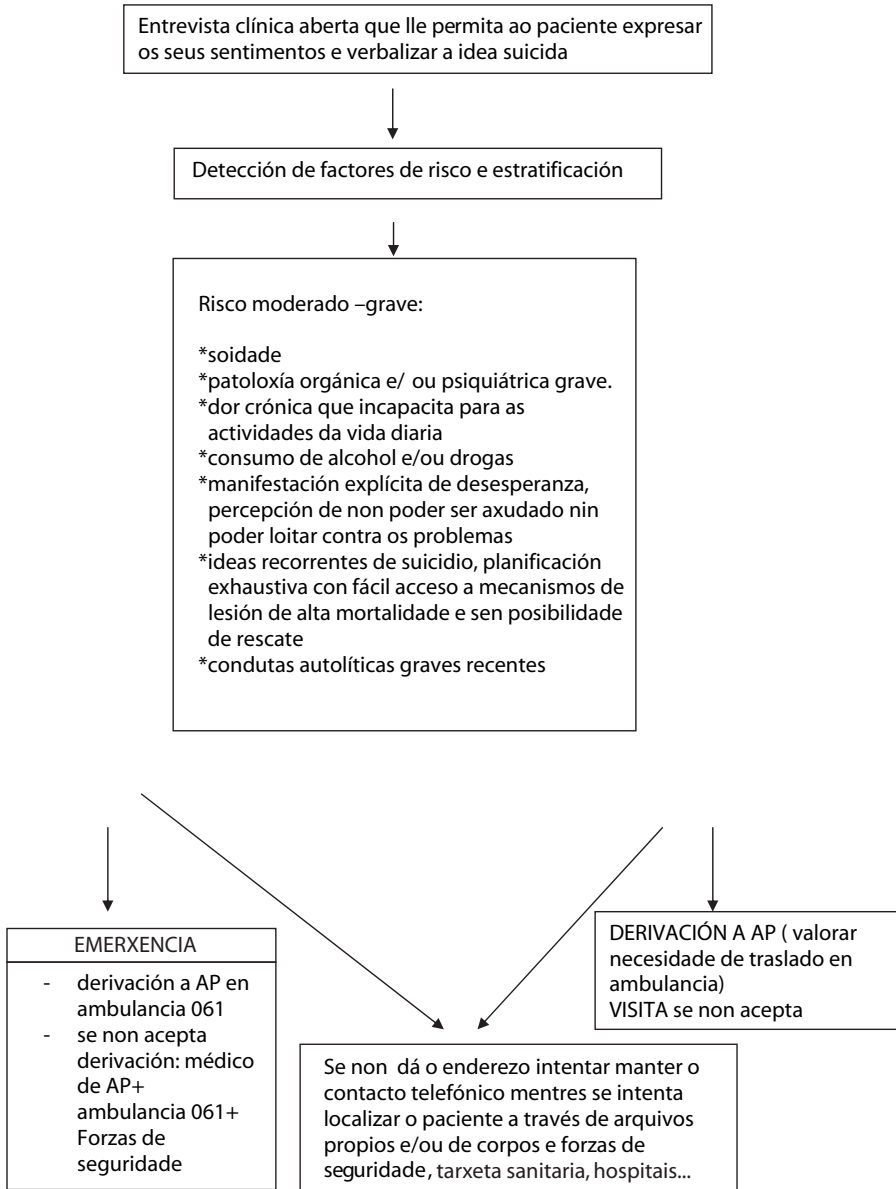 Entrevista clínica aberta que lle permita ao paciente expresar
os seus sentimentos e verbalizar a idea suicida
Detección de factores de risco e estratificación
Risco moderado –grave:
*soidade
*patoloxía orgánica e/ ou psiquiátrica grave.
*dor crónica que incapacita para as
actividades da vida diaria
*consumo de alcohol e/ou drogas
*manifestación explícita de desesperanza,
percepción de non poder ser axudado nin
poder loitar contra os problemas
*ideas recorrentes de suicidio, planificación
exhaustiva con fácil acceso a mecanismos de
lesión de alta mortalidade e sen posibilidade
de rescate
*condutas autolíticas graves recentes
EMERXENCIA
- derivación a AP en
ambulancia 061
- se non acepta
derivación: médico
de AP+
ambulancia 061+
Forzas de
seguridade
Se non dá o enderezo intentar manter o
contacto telefónico mentres se intenta
localizar o paciente a través de arquivos
propios e/ou de corpos e forzas de
seguridade, tarxeta sanitaria, hospitais...
DERIVACIÓN A AP ( valorar
necesidade de traslado en
ambulancia)
VISITA se non acepta